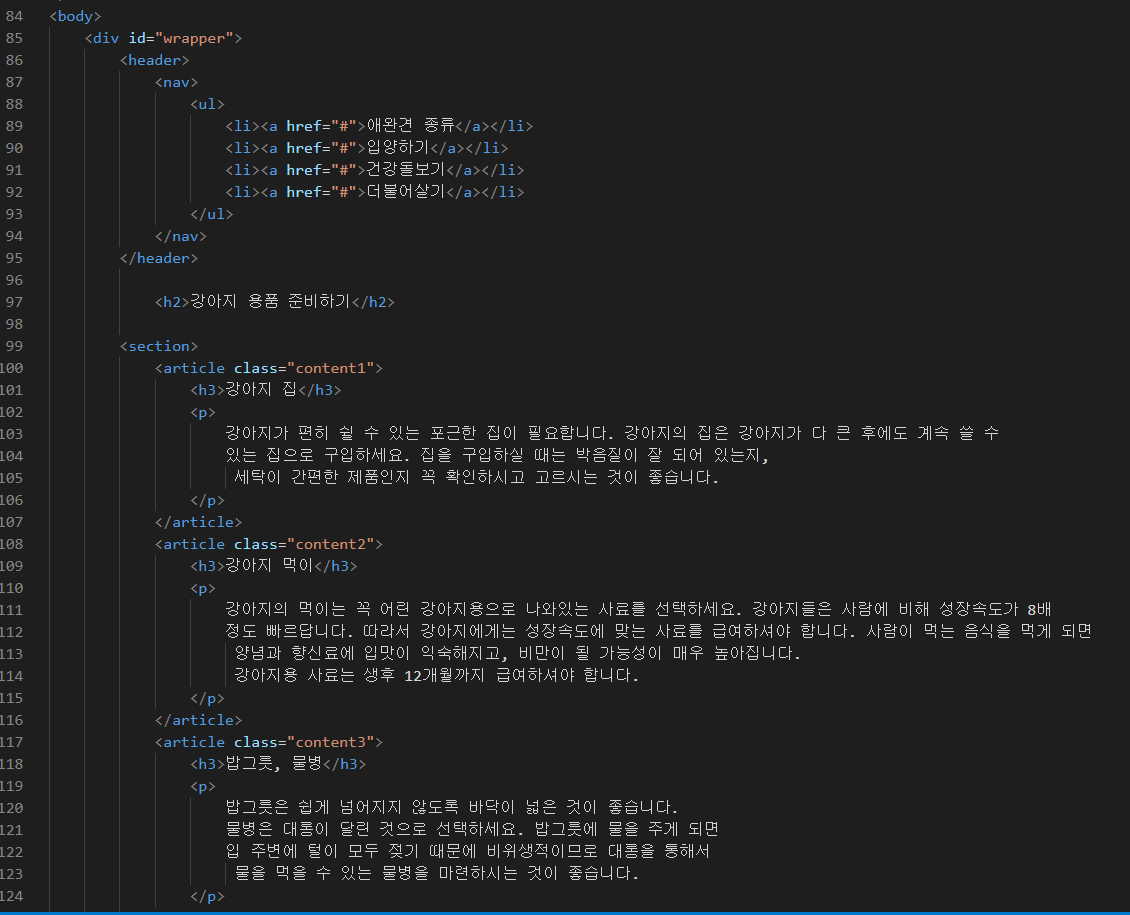 84 <body>
85 <div id="wrapper">
86 <header>
87 <nav>
88 <ul>
89 <li><a href="#">애완견 종류</a></li>
90 <li><a href="#">입양하기</a></li>
91 <li><a href="#">건강돌보기</a></li>
92 <li><a href="#">더불어살기</a></li>
93 </ul>
94 </nav>
95 </header>
96
97 <h2>강아지 용품 준비하기</h2>
98
99 <section>
100 <article class="content1">
101 <h3>강아지 집</h3>
102 <p>
103 강아지가 편히 쉴 수 있는 포근한 집이 필요합니다. 강아지의 집은 강아지가 다 큰 후에도 계속 쓸 수
104 있는 집으로 구입하세요. 집을 구입하실 때는 박음질이 잘 되어 있는지,
105 세탁이 간편한 제품인지 꼭 확인하시고 고르시는 것이 좋습니다.
106 </p>
107 </article>
108 <article class="content2">
109 <h3>강아지 먹이</h3>
110 <p>
111 강아지의 먹이는 꼭 어린 강아지용으로 나와있는 사료를 선택하세요. 강아지들은 사람에 비해 성장속도가 8배
112 정도 빠르답니다. 따라서 강아지에게는 성장속도에 맞는 사료를 급여하셔야 합니다. 사람이 먹는 음식을 먹게 되면
113 양념과 향신료에 입맛이 익숙해지고, 비만이 될 가능성이 매우 높아집니다.
114 강아지용 사료는 생후 12개월까지 급여하셔야 합니다.
115 </p>
116 </article>
117 <article class="content3">
118 <h3>밥그릇, 물병</h3>
119 <p>
120 밥그릇은 쉽게 넘어지지 않도록 바닥이 넓은 것이 좋습니다.
121 물병은 대롱이 달린 것으로 선택하세요. 밥그릇에 물을 주게 되면
122 입 주변에 털이 모두 젖기 때문에 비위생적이므로 대롱을 통해서
123 물을 먹을 수 있는 물병을 마련하시는 것이 좋습니다.
124 </p>